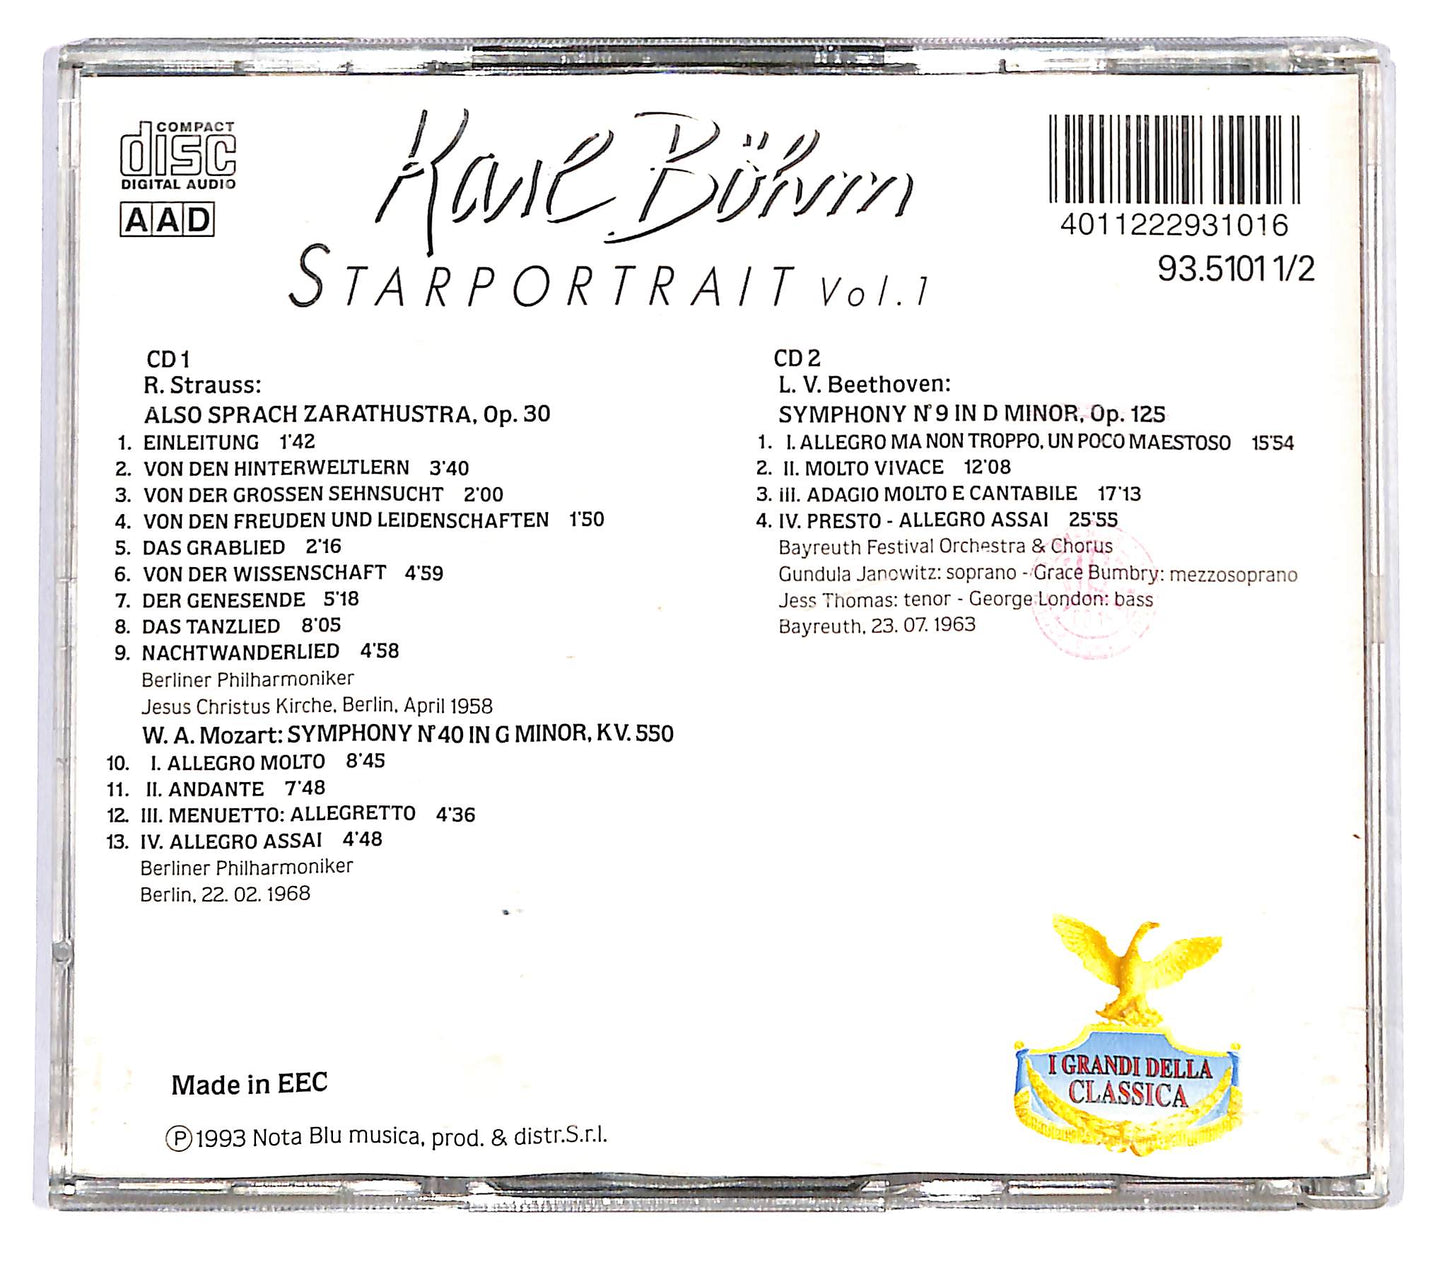 COMPACT
disc
DIGITAL AUDIO
AAD
Karl Böhm
STARPORTRAIT Vol. 1
4011222931016
93.51011/2
CD 1
R. Strauss:
ALSO SPRACH ZARATHUSTRA, Op. 30
1. EINLEITUNG 1'42
2. VON DEN HINTERWELTLERN 3'40
3. VON DER GROSSEN SEHNSUCHT 2'00
4. VON DEN FREUDEN UND LEIDENSCHAFTEN 1'50
5. DAS GRABLIED 2'16
6. VON DER WISSENSCHAFT 4'59
7. DER GENESENDE 5'18
8. DAS TANZLIED 8'05
9. NACHTWANDERLIED 4'58
Berliner Philharmoniker
Jesus Christus Kirche, Berlin, April 1958
W. A. Mozart: SYMPHONY N° 40 IN G MINOR, KV. 550
10. I. ALLEGRO MOLTO 8'45
11. II. ANDANTE 7'48
12. III. MENUETTO: ALLEGRETTO 4'36
13. IV. ALLEGRO ASSAI 4'48
Berliner Philharmoniker
Berlin, 22. 02. 1968
CD 2
L. V. Beethoven:
SYMPHONY N° 9 IN D MINOR, Op. 125
1. I. ALLEGRO MA NON TROPPO, UN POCO MAESTOSO 15'54
2. II. MOLTO VIVACE 12'08
3. III. ADAGIO MOLTO E CANTABILE 17'13
4. IV. PRESTO - ALLEGRO ASSAI 25'55
Bayreuth Festival Orchestra & Chorus
Gundula Janowitz: soprano - Grace Bumbry: mezzosoprano
Jess Thomas: tenor - George London: bass
Bayreuth, 23. 07. 1963
I GRANDI DELLA
CLASSICA
Made in EEC
℗ 1993 Nota Blu musica, prod. & distr.S.r.l.